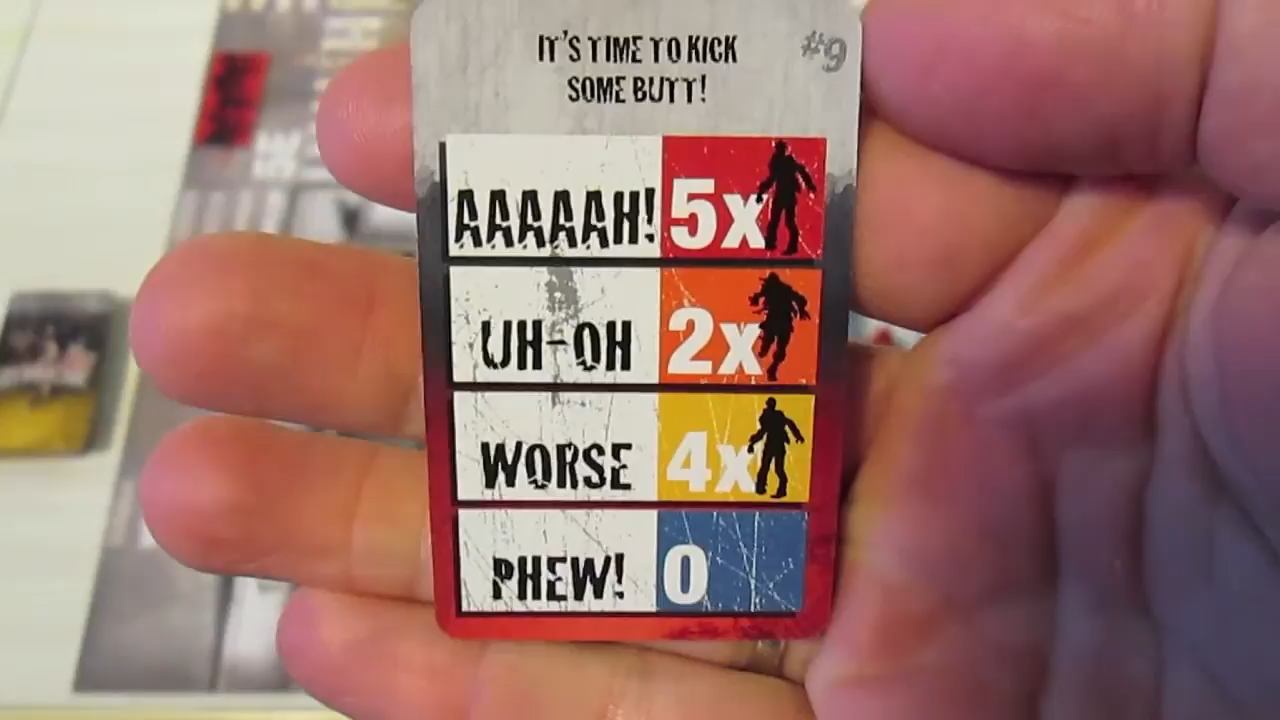 IT'S TIME TO KICK
SOME BUTT!
#9
AAAAAH! 5x
UH-OH 2x
WORSE 4x
PHEW! 0